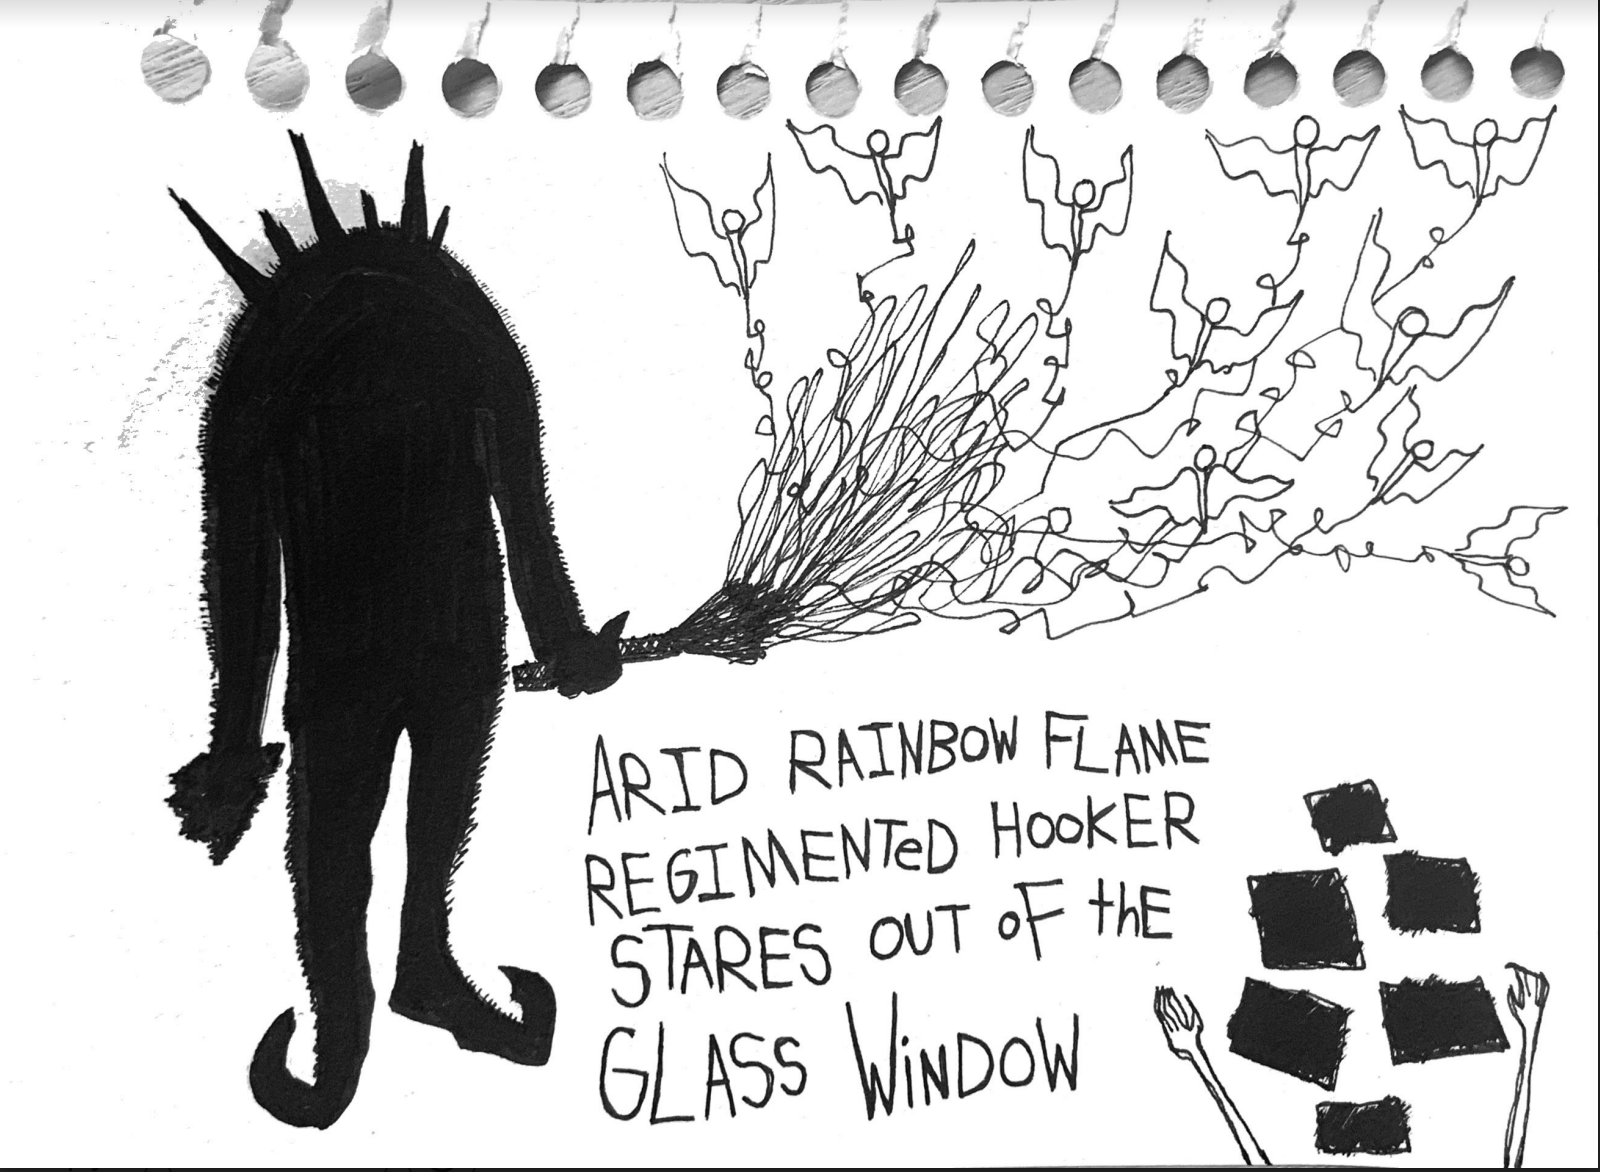 ARID RAINBOW FLAME
REGIMENTeD HOOKER
STARES OUT oF thE
GLASS WiNDOW